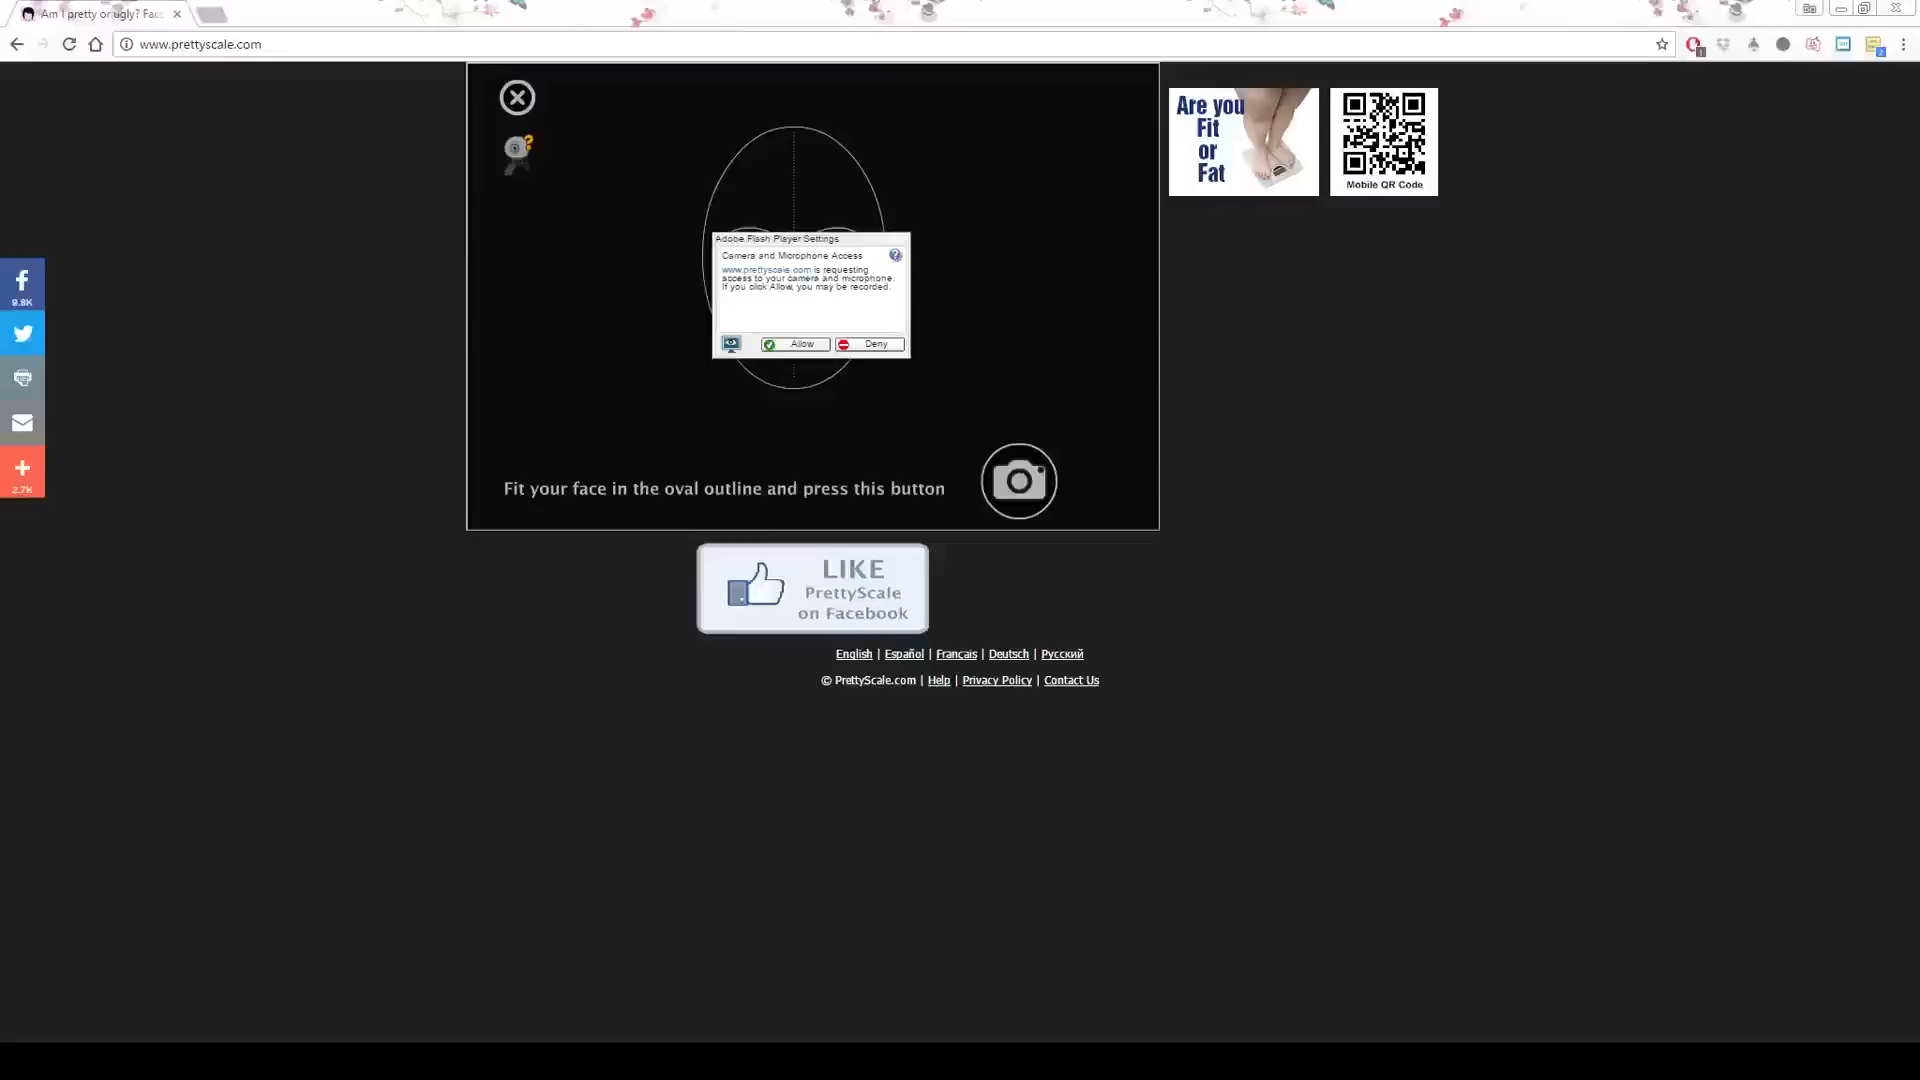 Am I pretty or ugly? Fac
www.prettyscale.com
Are you
Fit
or
Fat
Mobile QR Code
Adobe Flash Player Settings
Camera and Microphone Access
www.prettyscale.com is requesting
access to your camera and microphone.
If you click Allow, you may be recorded.
Allow
Deny
9.8K
2.7K
Fit your face in the oval outline and press this button
LIKE
PrettyScale
on Facebook
English | Español | Français | Deutsch | Русский
© PrettyScale.com | Help | Privacy Policy | Contact Us